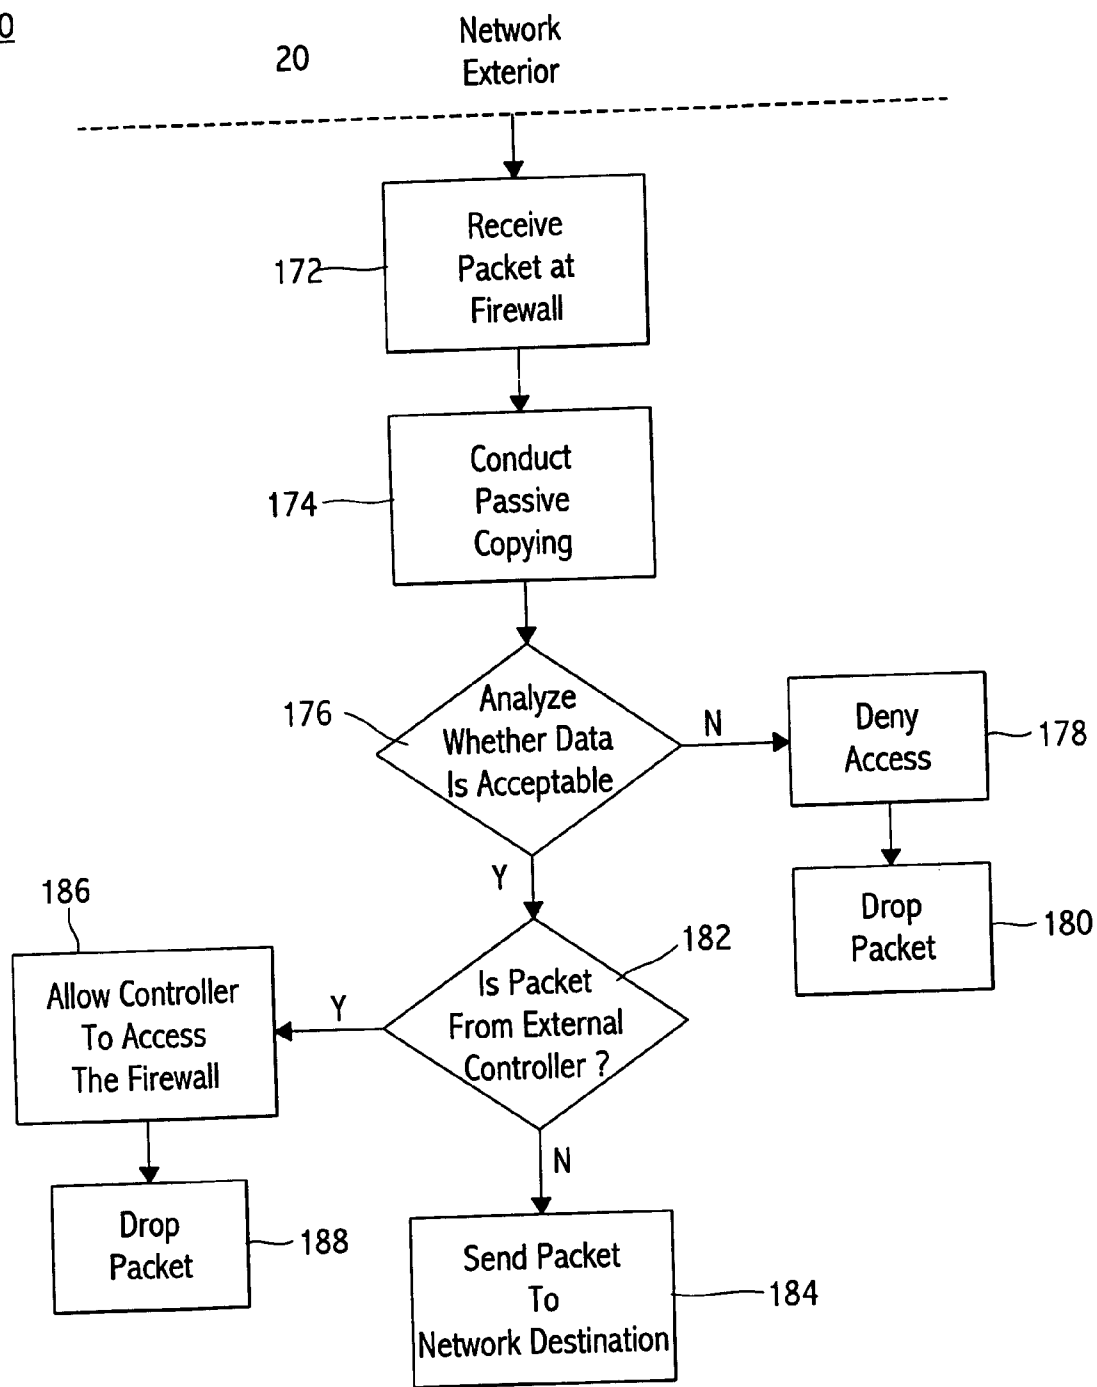 0
20
Network
Exterior
172
Receive
Packet at
Firewall
174
Conduct
Passive
Copying
176
Analyze
Whether Data
Is Acceptable
N
Deny
Access
178
Y
Drop
Packet
180
186
182
Allow Controller
To Access
The Firewall
Y
Is Packet
From External
Controller ?
N
Drop
Packet
188
Send Packet
To
Network Destination
184